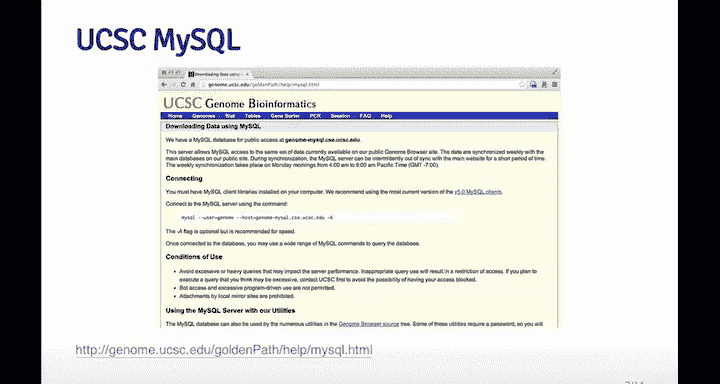 UCSC MySQL
Downloading Data using
genome.ucsc.edu/goldenPath/help/mysql.html
UCSC Genome Bioinformatics
Home Genomes Blat Tables Gene Sorter PCR Session FAQ Help
Downloading Data using MySQL
We have a MySQL database for public access at genome-mysql.cse.ucsc.edu.
This server allows MySQL access to the same set of data currently available on our public Genome Browser site. The data are synchronized weekly with the
main databases on our public site. During synchronization, the MySQL server can be intermittently out of sync with the main website for a short period of time.
The weekly synchronization takes place on Monday mornings from 4:00 am to 9:00 am Pacific Time (GMT -7:00).
Connecting
You must have MySQL client libraries installed on your computer. We recommend using the most current version of the v5.0 MySQL clients.
Connect to the MySQL server using the command:
mysql --user=genome --host=genome-mysql.cse.ucsc.edu -A
The -A flag is optional but is recommended for speed.
Once connected to the database, you may use a wide range of MySQL commands to query the database.
Conditions of Use
Avoid excessive or heavy queries that may impact the server performance. Inappropriate query use will result in a restriction of access. If you plan to
execute a query that you think may be excessive, contact UCSC first to avoid the possibility of having your access blocked.
Bot access and excessive program-driven use are not permitted.
Attachments by local mirror sites are prohibited.
Using the MySQL Server with our Utilities
The MySQL database can also be used by the numerous utilities in the Genome Browser source tree. Some of these utilities require a password, so you will
http://genome.ucsc.edu/goldenPath/help/mysql.html